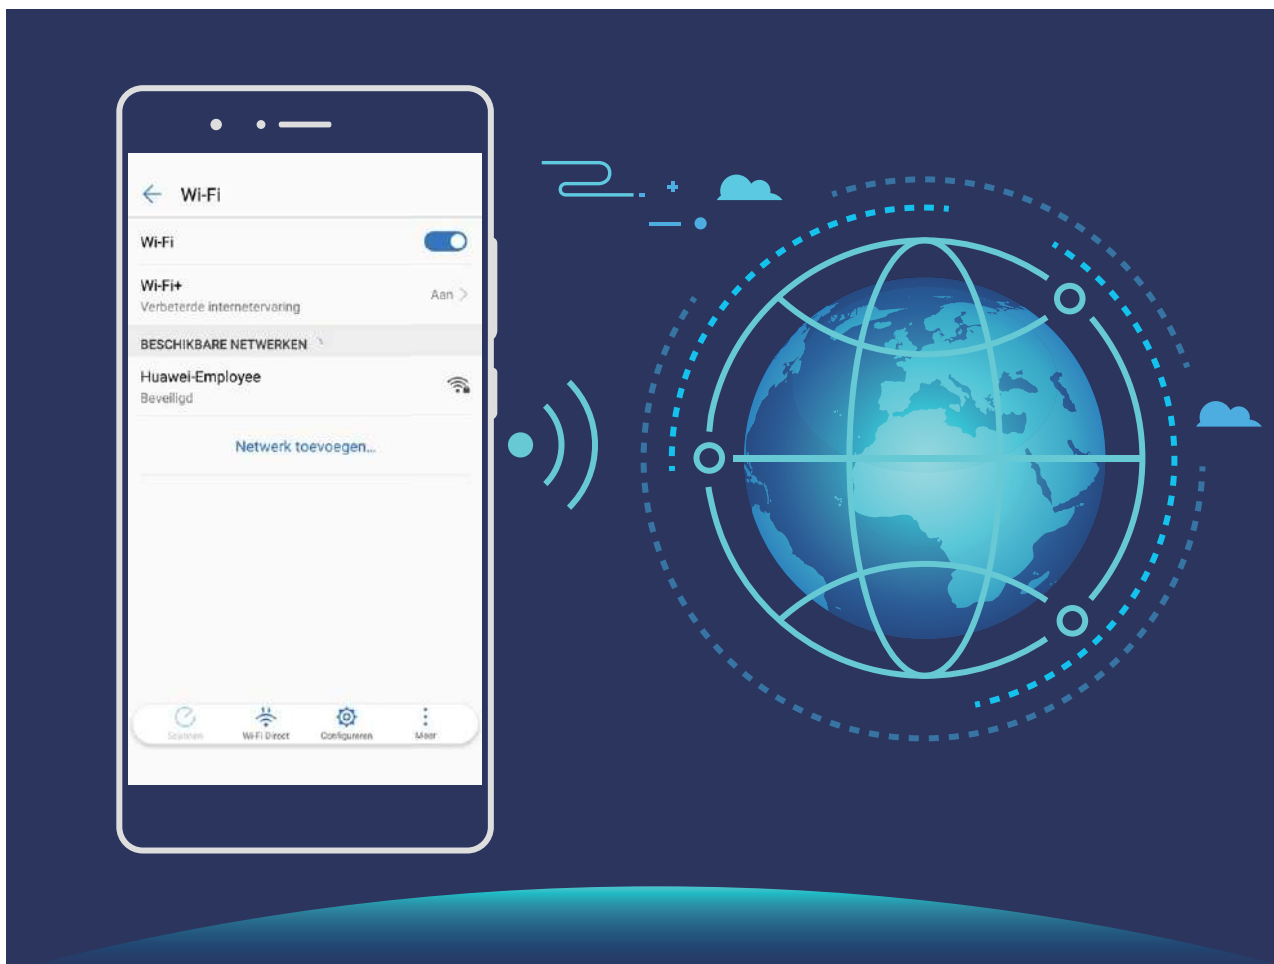 Wi-Fi
Wi-Fi
Wi-Fi+
Verbeterde internetervaring
Aan
BESCHIKBARE NETWERKEN
Huawei-Employee
Beveiligd
Netwerk toevoegen...
Scannen Wi-Fi Direct Configureren Meer